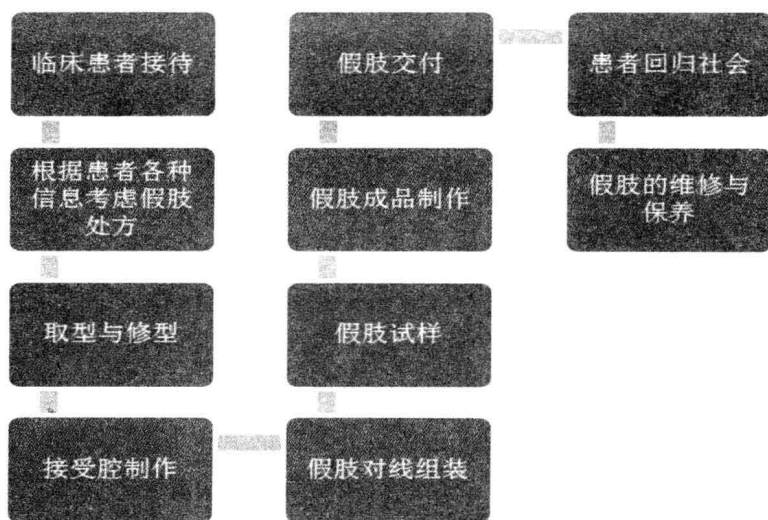 临床患者接待
根据患者各种
信息考虑假肢
处方
取型与修型
接受腔制作
假肢对线组装
假肢试样
假肢成品制作
假肢交付
患者回归社会
假肢的维修与
保养